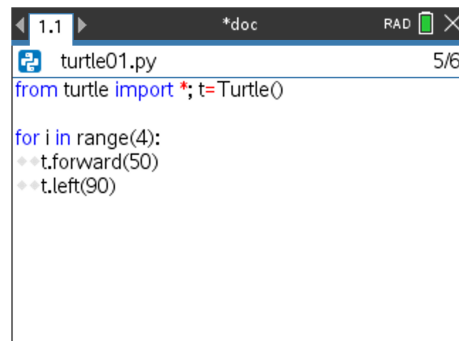 1.1 *doc RAD
turtle01.py 5/6
from turtle import *; t=Turtle()
for i in range(4):
t.forward(50)
t.left(90)